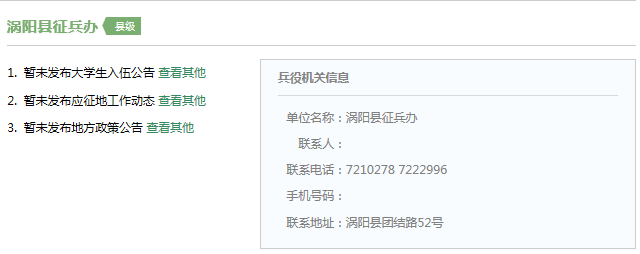 涡阳县征兵办 县级
1. 暂未发布大学生入伍公告 查看其他
2. 暂未发布应征地工作动态 查看其他
3. 暂未发布地方政策公告 查看其他
兵役机关信息
单位名称：涡阳县征兵办
联系人：
联系电话：7210278 7222996
手机号码：
联系地址：涡阳县团结路52号